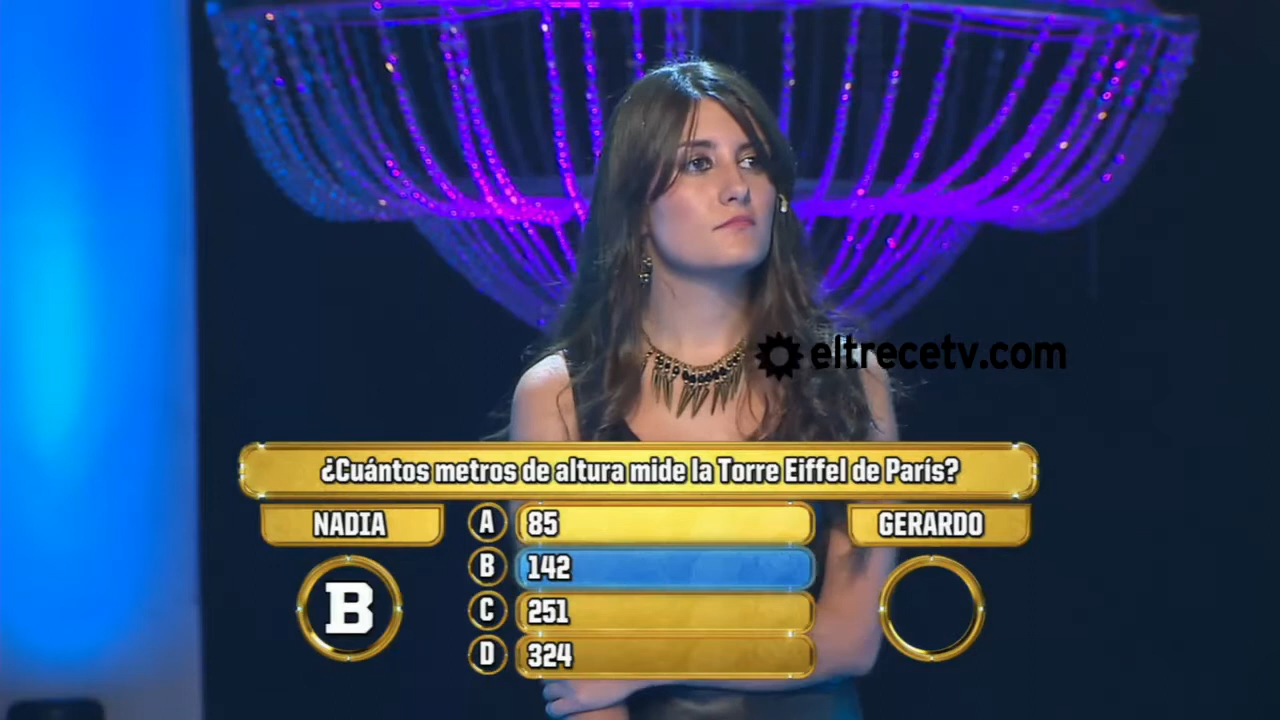 eltrecetv.com
¿Cuántos metros de altura mide la Torre Eiffel de París?
NADIA
A 85
B 142
C 251
D 324
B
GERARDO